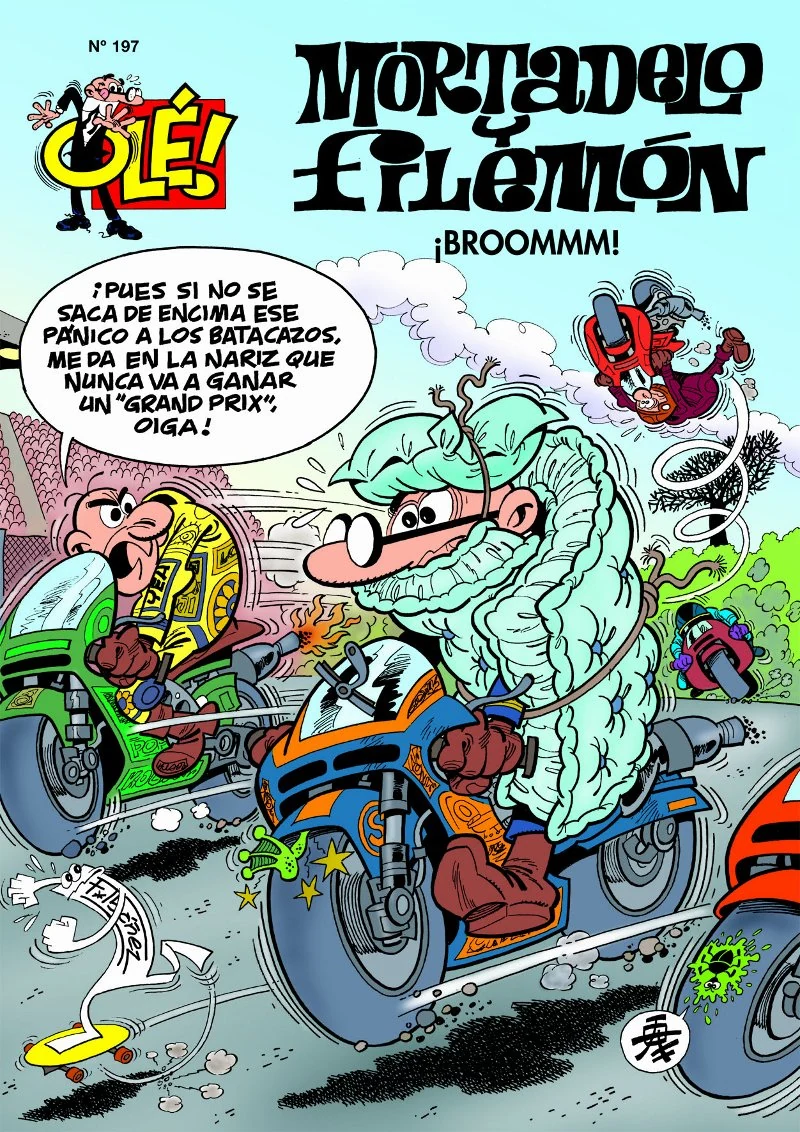 Nº 197
OLÉ!
MORTADELO
Y
FILEMÓN
¡BROOMMM!
¡PUES SI NO SE
SACA DE ENCIMA ESE
PÁNICO A LOS BATACAZOS,
ME DA EN LA NARIZ QUE
NUNCA VA A GANAR
UN "GRAND PRIX",
OIGA!